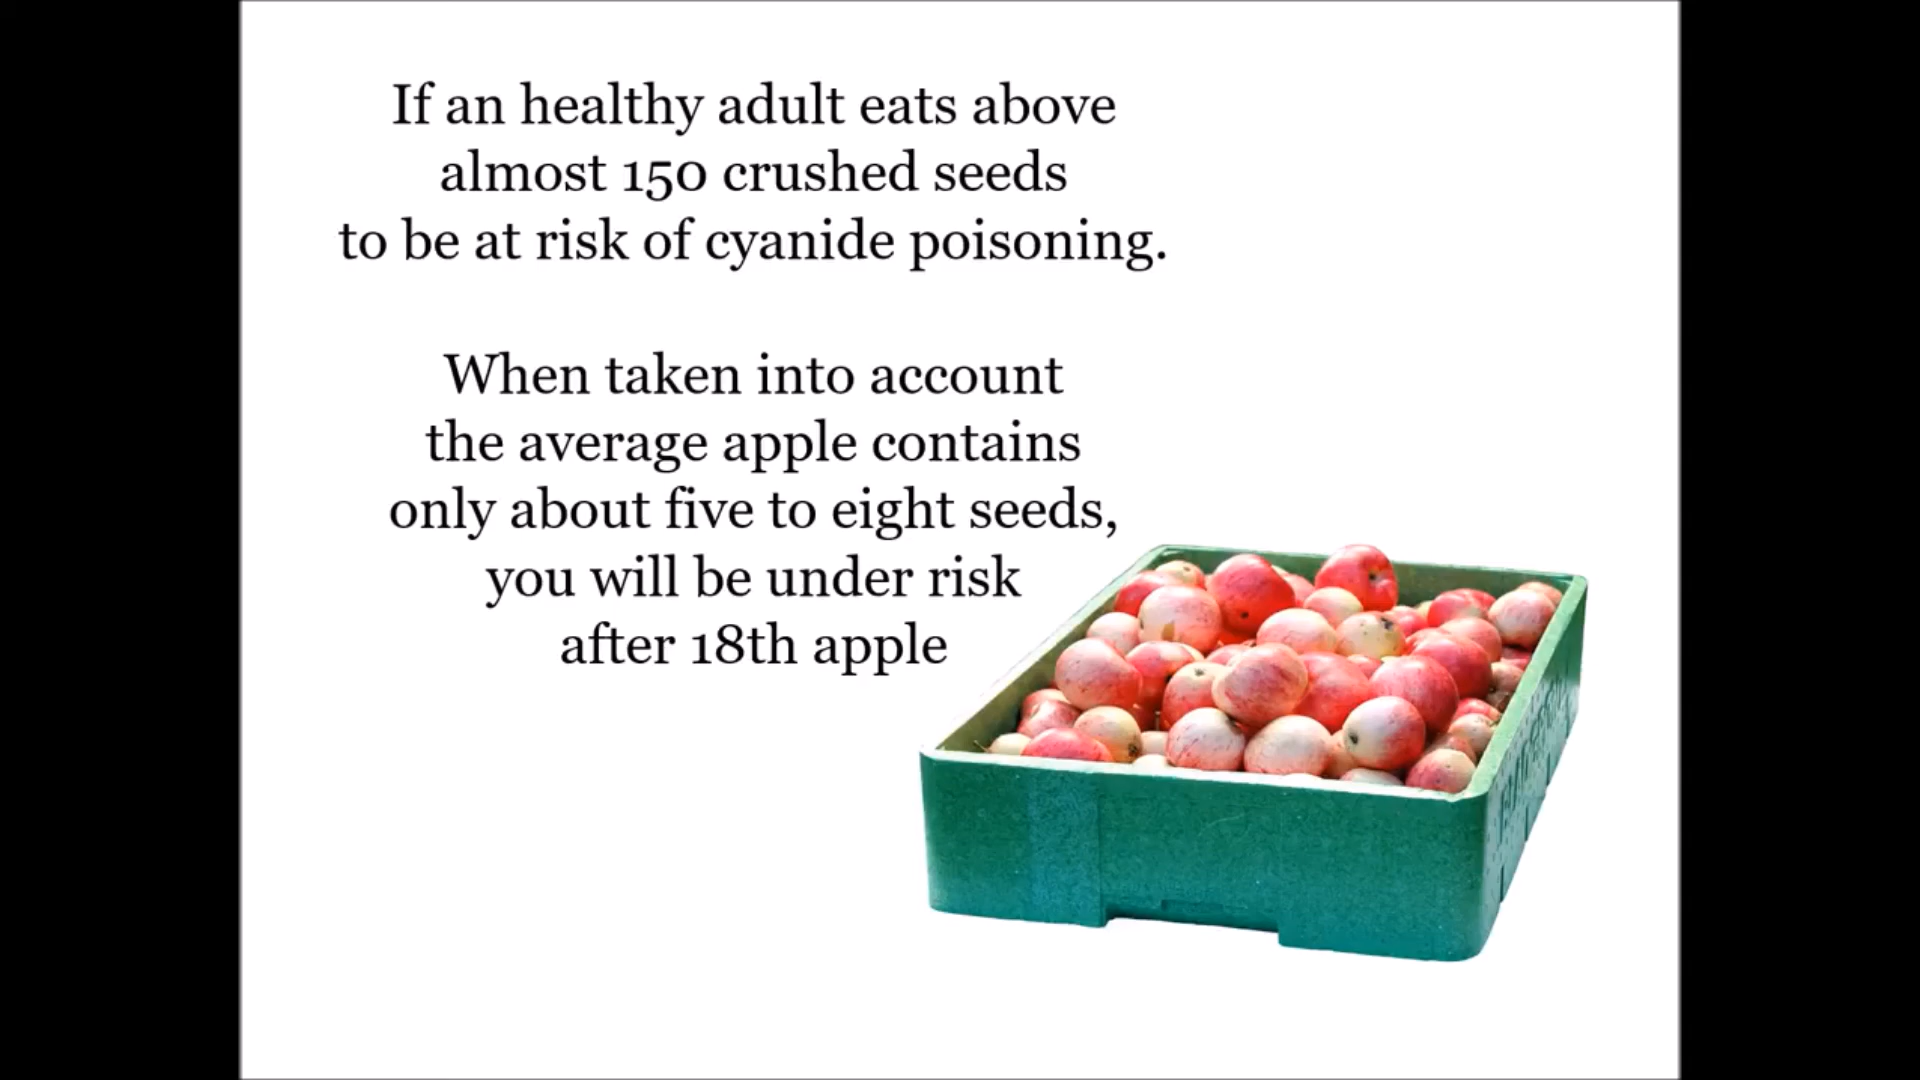 If an healthy adult eats above
almost 150 crushed seeds
to be at risk of cyanide poisoning.
When taken into account
the average apple contains
only about five to eight seeds,
you will be under risk
after 18th apple